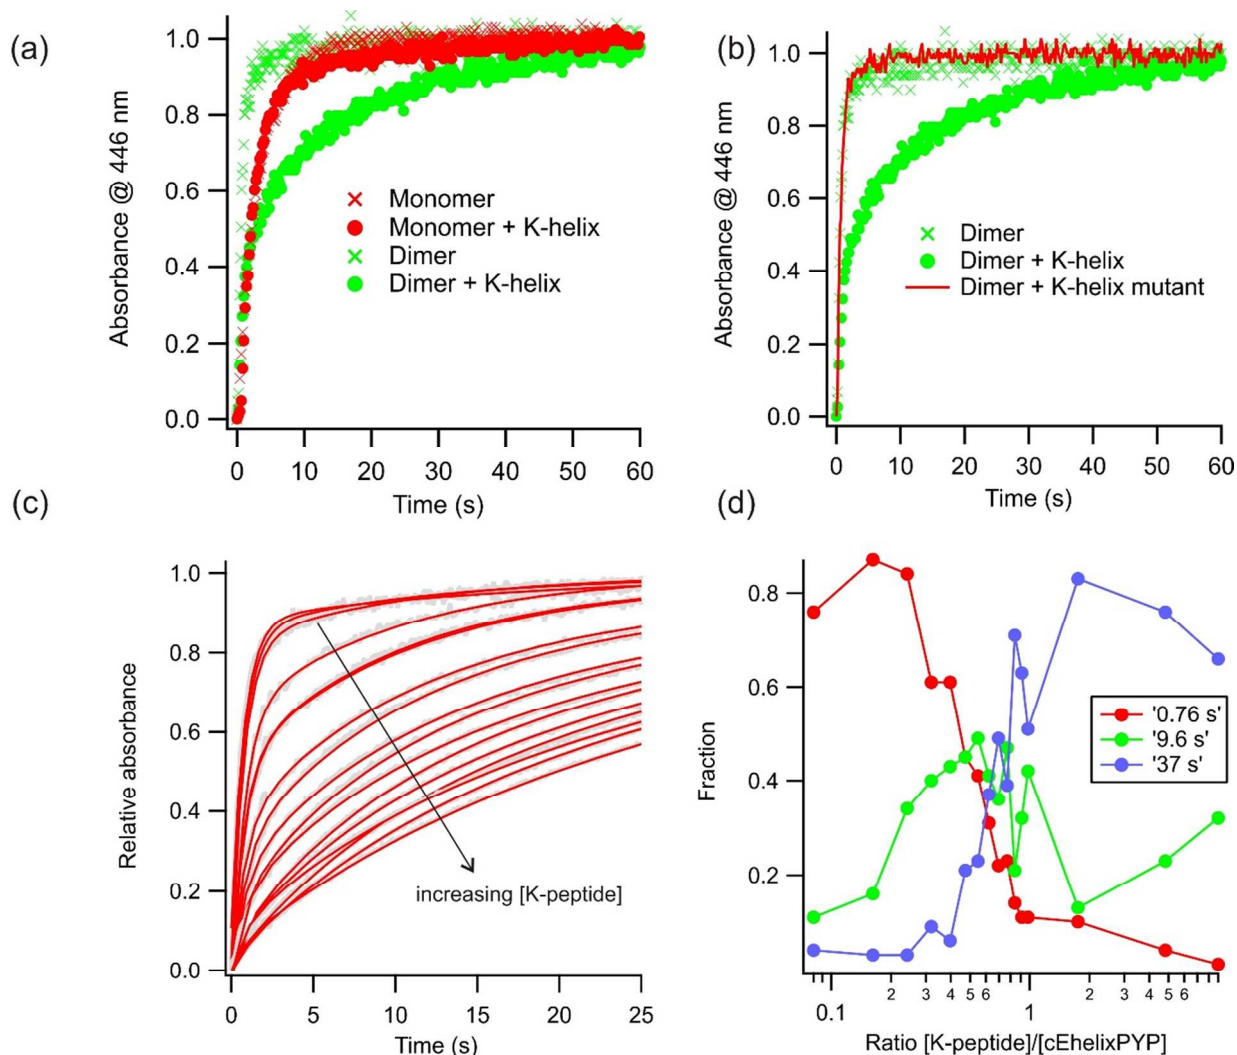 (a)
Absorbance @ 446 nm
1.0
0.8
0.6
0.4
0.2
0.0
Monomer
Monomer + K-helix
Dimer
Dimer + K-helix
0 10 20 30 40 50 60
Time (s)
(b)
Absorbance @ 446 nm
1.0
0.8
0.6
0.4
0.2
0.0
Dimer
Dimer + K-helix
Dimer + K-helix mutant
0 10 20 30 40 50 60
Time (s)
(c)
Relative absorbance
1.0
0.8
0.6
0.4
0.2
0.0
increasing [K-peptide]
0 5 10 15 20 25
Time (s)
(d)
Fraction
0.8
0.6
0.4
0.2
'0.76 s'
'9.6 s'
'37 s'
0.1 2 3 4 5 6 1 2 3 4 5 6
Ratio [K-peptide]/[cEhelixPYP]